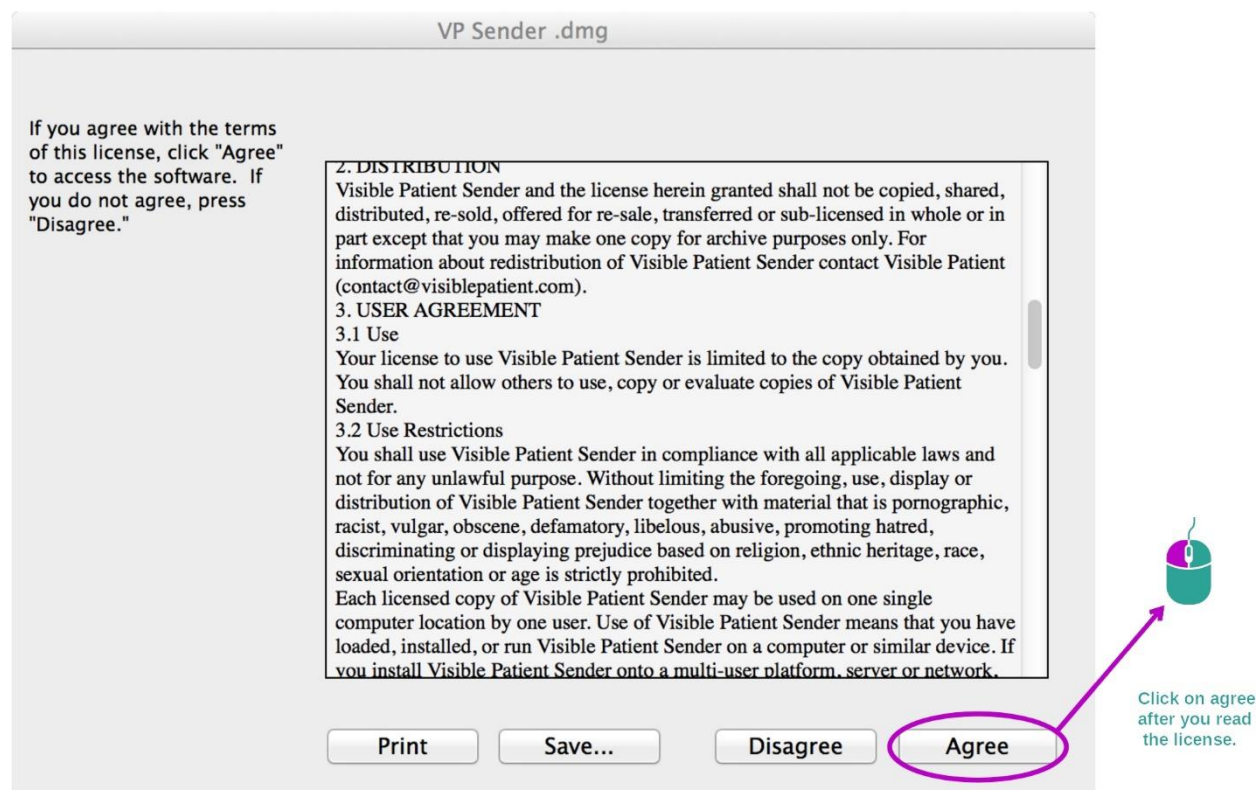 VP Sender .dmg
If you agree with the terms
of this license, click "Agree"
to access the software.  If
you do not agree, press
"Disagree."
2. DISTRIBUTION
Visible Patient Sender and the license herein granted shall not be copied, shared,
distributed, re-sold, offered for re-sale, transferred or sub-licensed in whole or in
part except that you may make one copy for archive purposes only. For
information about redistribution of Visible Patient Sender contact Visible Patient
(contact@visiblepatient.com).
3. USER AGREEMENT
3.1 Use
Your license to use Visible Patient Sender is limited to the copy obtained by you.
You shall not allow others to use, copy or evaluate copies of Visible Patient
Sender.
3.2 Use Restrictions
You shall use Visible Patient Sender in compliance with all applicable laws and
not for any unlawful purpose. Without limiting the foregoing, use, display or
distribution of Visible Patient Sender together with material that is pornographic,
racist, vulgar, obscene, defamatory, libelous, abusive, promoting hatred,
discriminating or displaying prejudice based on religion, ethnic heritage, race,
sexual orientation or age is strictly prohibited.
Each licensed copy of Visible Patient Sender may be used on one single
computer location by one user. Use of Visible Patient Sender means that you have
loaded, installed, or run Visible Patient Sender on a computer or similar device. If
you install Visible Patient Sender onto a multi-user platform, server or network,
Print
Save...
Disagree
Agree
Click on agree
after you read
the license.